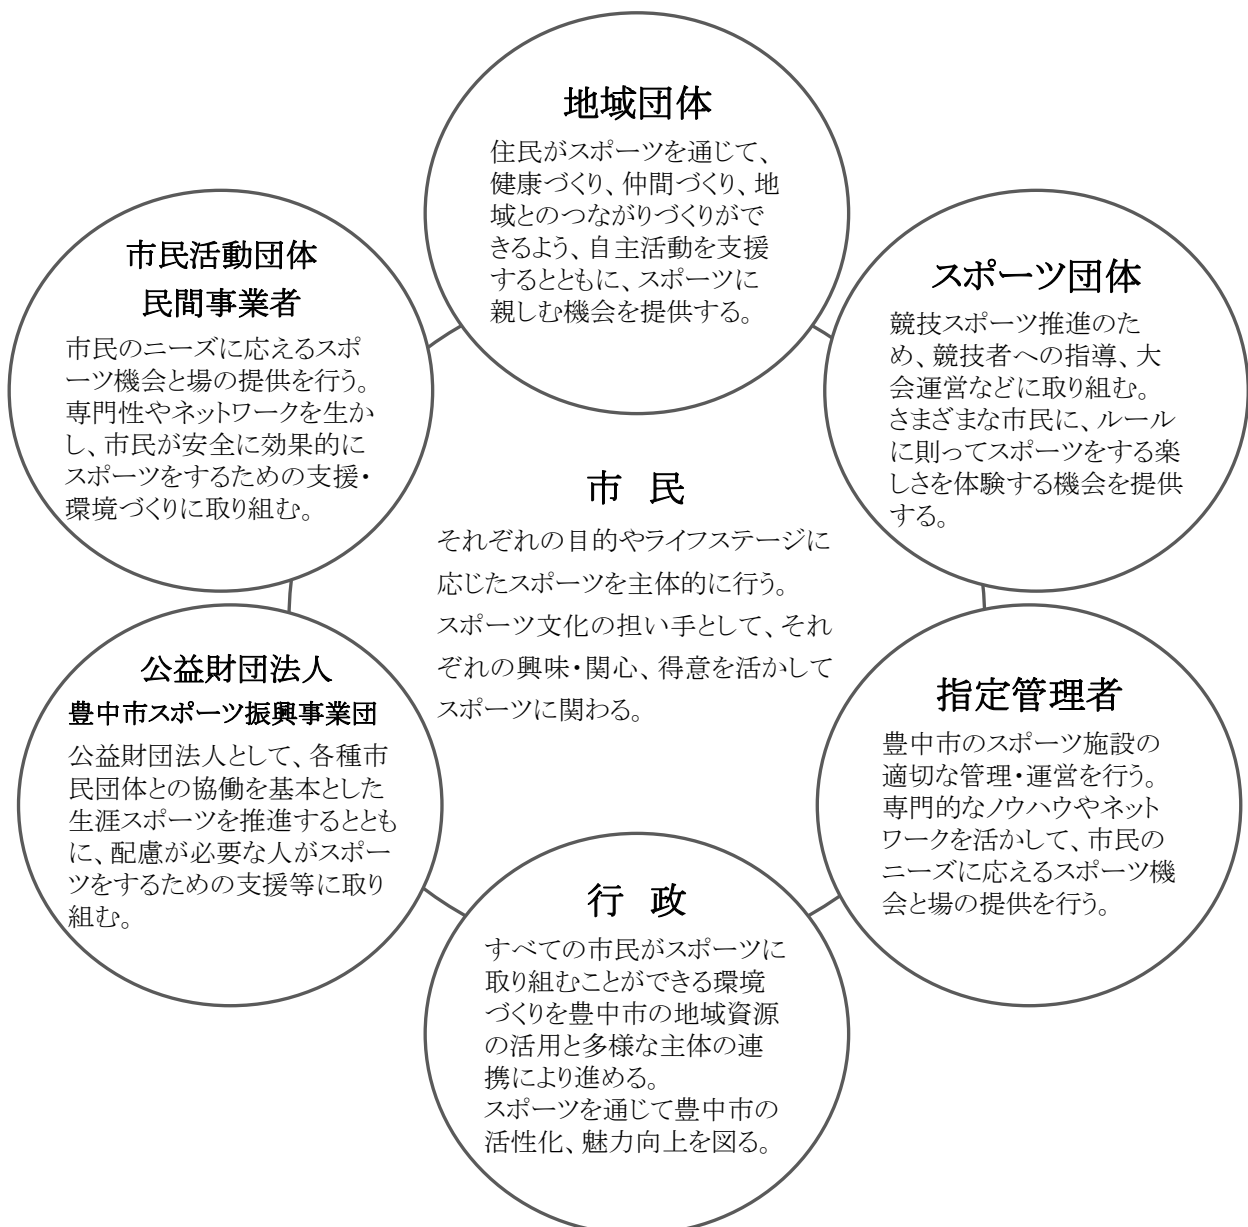 地域団体
住民がスポーツを通じて、
健康づくり、仲間づくり、地
域とのつながりづくりがで
きるよう、自主活動を支援
するとともに、スポーツに
親しむ機会を提供する。
市民活動団体
民間事業者
市民のニーズに応えるスポ
ーツ機会と場の提供を行う。
専門性やネットワークを生か
し、市民が安全に効果的に
スポーツをするための支援・
環境づくりに取り組む。
スポーツ団体
競技スポーツ推進のた
め、競技者への指導、大
会運営などに取り組む。
さまざまな市民に、ルール
に則ってスポーツをする楽
しさを体験する機会を提供
する。
市 民
それぞれの目的やライフステージに
応じたスポーツを主体的に行う。
スポーツ文化の担い手として、それ
ぞれの興味・関心、得意を活かして
スポーツに関わる。
公益財団法人
豊中市スポーツ振興事業団
公益財団法人として、各種市
民団体との協働を基本とした
生涯スポーツを推進するととも
に、配慮が必要な人がスポー
ツをするための支援等に取り
組む。
指定管理者
豊中市のスポーツ施設の
適切な管理・運営を行う。
専門的なノウハウやネット
ワークを活かして、市民の
ニーズに応えるスポーツ機
会と場の提供を行う。
行 政
すべての市民がスポーツに
取り組むことができる環境
づくりを豊中市の地域資源
の活用と多様な主体の連
携により進める。
スポーツを通じて豊中市の
活性化、魅力向上を図る。